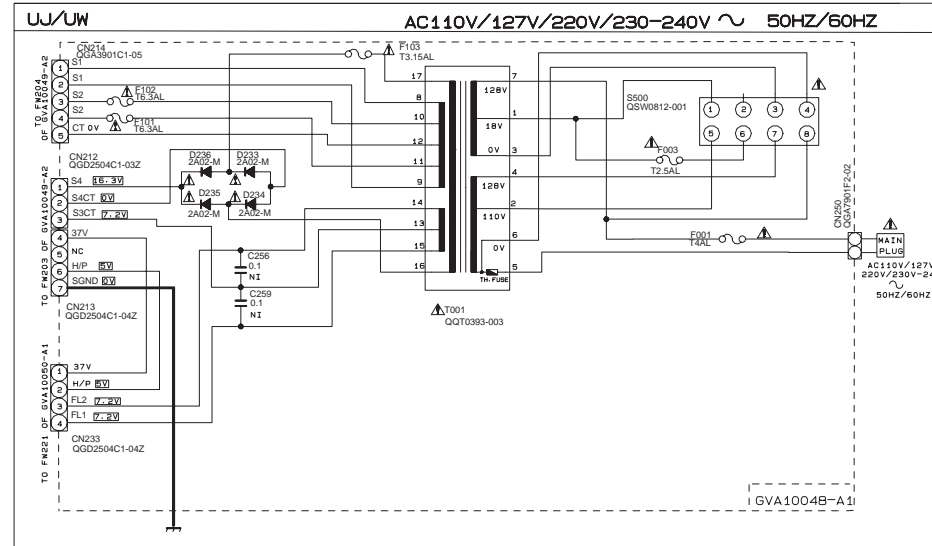 UJ/UW
AC110V/127V/220V/230-240V ∿ 50HZ/60HZ
CN214
QGA3901C1-05
TO FW204
OF GVA10049-A2
1 S1
2 S1
3 S2
4 S2
5 CT 0V
F102
T6.3AL
F101
T6.3AL
F103
T3.15AL
CN212
QGD2504C1-03Z
TO FW203 OF GVA10049-A2
1 S4 16.3V
2 S4CT 0V
3 S3CT 7.2V
4 37V
5 NC
6 H/P 5V
7 SGND 0V
CN213
QGD2504C1-04Z
D236
2A02-M
D233
2A02-M
D235
2A02-M
D234
2A02-M
C256
0.1
NI
C259
0.1
NI
TO FW221 OF GVA10050-A1
1 37V
2 H/P 5V
3 FL2 7.2V
4 FL1 7.2V
CN233
QGD2504C1-04Z
17
8
10
12
11
9
14
13
15
16
7
128V
1
18V
0V
3
4
128V
2
110V
6
0V
5
TH.FUSE
T001
QQT0393-003
S500
QSW0812-001
1 2 3 4
5 6 7 8
F003
T2.5AL
F001
T4AL
CN250
QGA7901F2-02
MAIN
PLUG
AC110V/127V
220V/230V-24
∿
50HZ/60HZ
GVA10048-A1